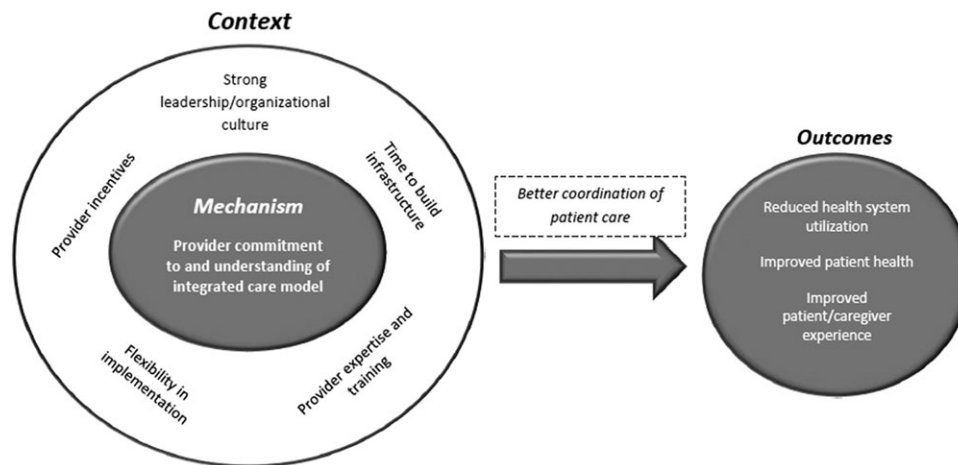 Context
Strong
leadership/organizational
culture
Provider incentives
Time to build
infrastructure
Mechanism
Provider commitment
to and understanding of
integrated care model
Flexibility in
implementation
Provider expertise and
training
Better coordination of
patient care
Outcomes
Reduced health system
utilization
Improved patient health
Improved
patient/caregiver
experience